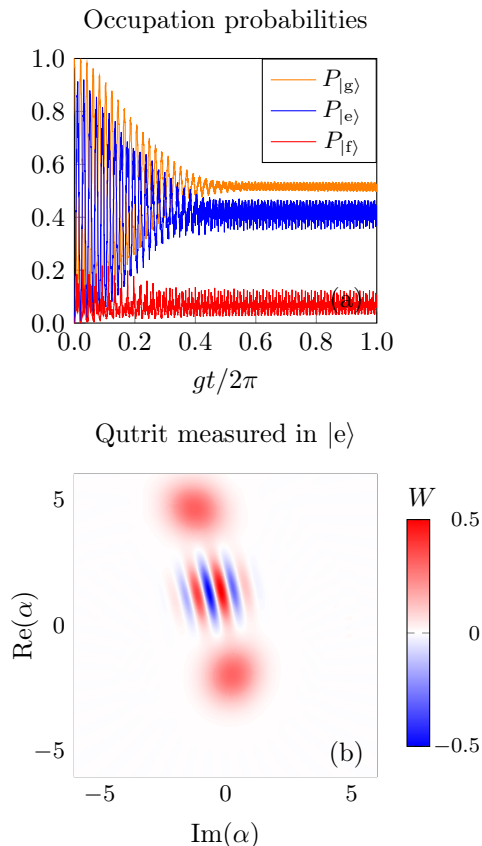 Occupation probabilities
1.0
0.8
0.6
0.4
0.2
0.0
P|g⟩
P|e⟩
P|f⟩
(a)
0.0 0.2 0.4 0.6 0.8 1.0
gt/2π
Qutrit measured in |e⟩
5
0
−5
Re(α)
(b)
−5 0 5
Im(α)
W
0.5
0
−0.5